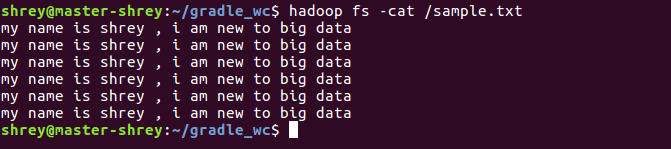 shrey@master-shrey:~/gradle_wc$ hadoop fs -cat /sample.txt
my name is shrey , i am new to big data
my name is shrey , i am new to big data
my name is shrey , i am new to big data
my name is shrey , i am new to big data
my name is shrey , i am new to big data
my name is shrey , i am new to big data
shrey@master-shrey:~/gradle_wc$